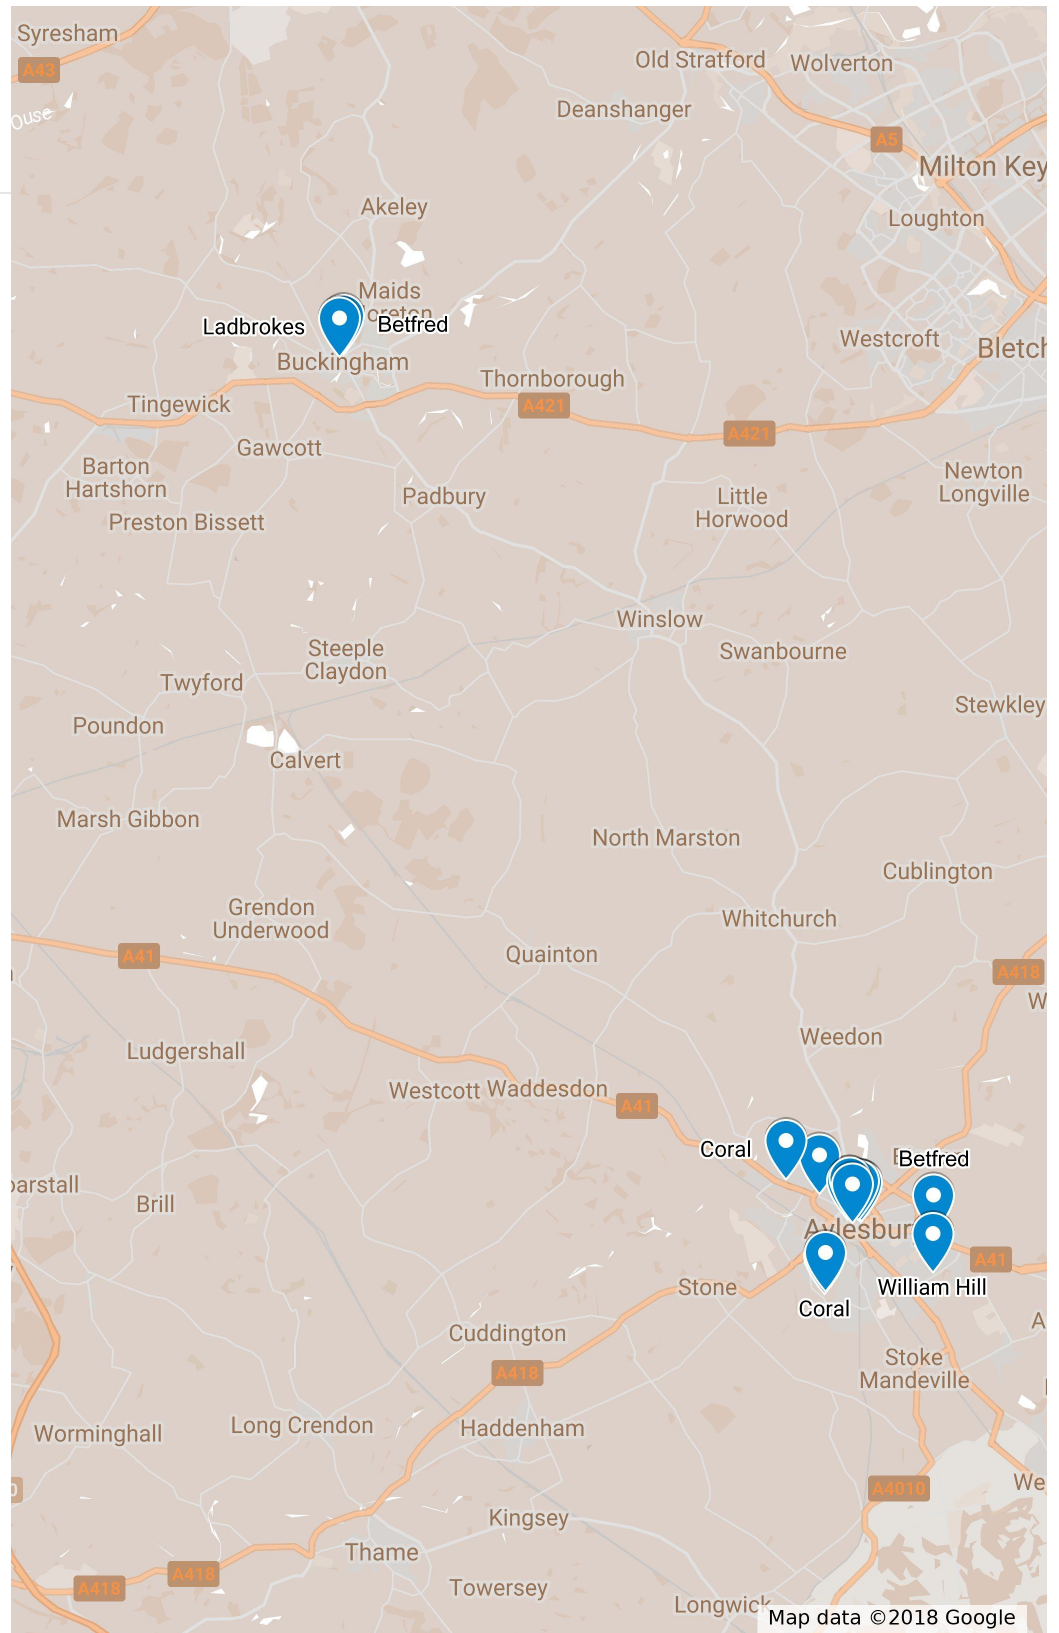 Syresham
A43
Ouse
Old Stratford
Wolverton
Deanshanger
A5
Milton Key
Loughton
Akeley
Maids
Moreton
Ladbrokes
Betfred
Buckingham
Westcroft
Bletch
Thornborough
A421
A421
Tingewick
Gawcott
Barton
Hartshorn
Padbury
Little
Horwood
Newton
Longville
Preston Bissett
Winslow
Steeple
Claydon
Swanbourne
Twyford
Stewkley
Poundon
Calvert
Marsh Gibbon
North Marston
Cublington
Grendon
Underwood
Whitchurch
A41
Quainton
A418
W
Weedon
Ludgershall
Westcott
Waddesdon
A41
Coral
Betfred
arstall
Brill
Aylesbur
A41
Stone
William Hill
Coral
A
Cuddington
Stoke
Mandeville
A418
Long Crendon
Haddenham
Worminghall
We
A4010
Kingsey
Thame
A418
A418
Towersey
Longwick
Map data ©2018 Google